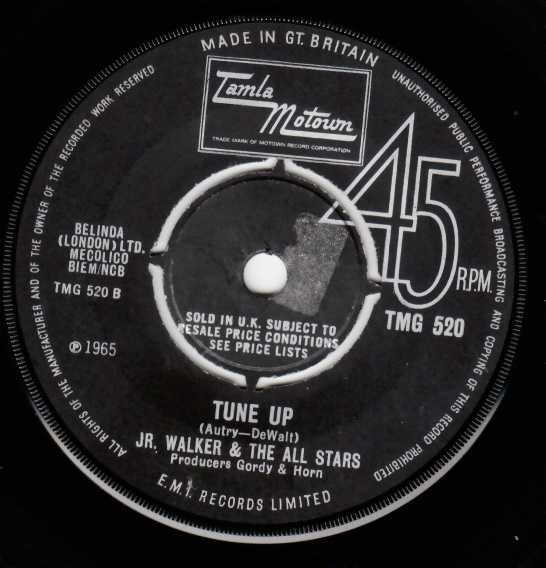 MADE IN GT. BRITAIN
Tamla
Motown
TRADE MARK OF MOTOWN RECORD CORPORATION
45
R.P.M.
BELINDA
(LONDON) LTD.
MECOLICO
BIEM/NCB
TMG 520 B
TMG 520
℗ 1965
SOLD IN U.K. SUBJECT TO
RESALE PRICE CONDITIONS
SEE PRICE LISTS
TUNE UP
(Autry—DeWalt)
JR. WALKER & THE ALL STARS
Producers Gordy & Horn
E.M.I. RECORDS LIMITED
ALL RIGHTS OF THE MANUFACTURER AND OF THE OWNER OF THE RECORDED WORK RESERVED
UNAUTHORISED PUBLIC PERFORMANCE BROADCASTING AND COPYING OF THIS RECORD PROHIBITED